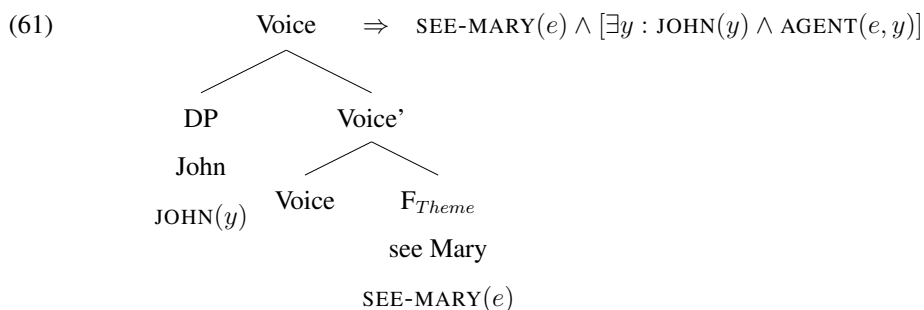 (61) Voice ⇒ SEE-MARY(e) ∧ [∃y : JOHN(y) ∧ AGENT(e, y)]
DP Voice’
John
Voice F_Theme
JOHN(y)
see Mary
SEE-MARY(e)